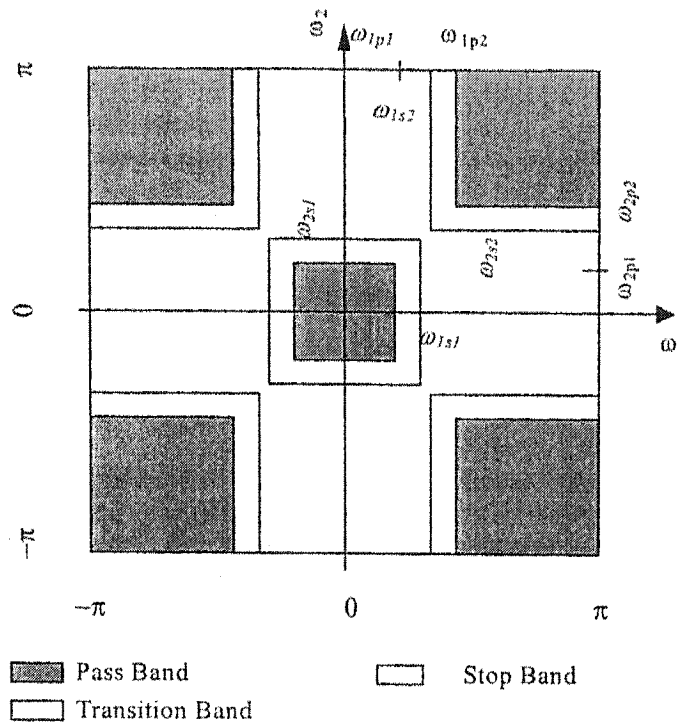 ω₂
ω₁ₚ₁
ω₁ₚ₂
π
ω₁ₛ₂
ω₂ₛ₁
ω₂ₛ₂
ω₂ₚ₂
ω₂ₚ₁
0
ω₁ₛ₁
ω
−π
−π
0
π
Pass Band
Stop Band
Transition Band